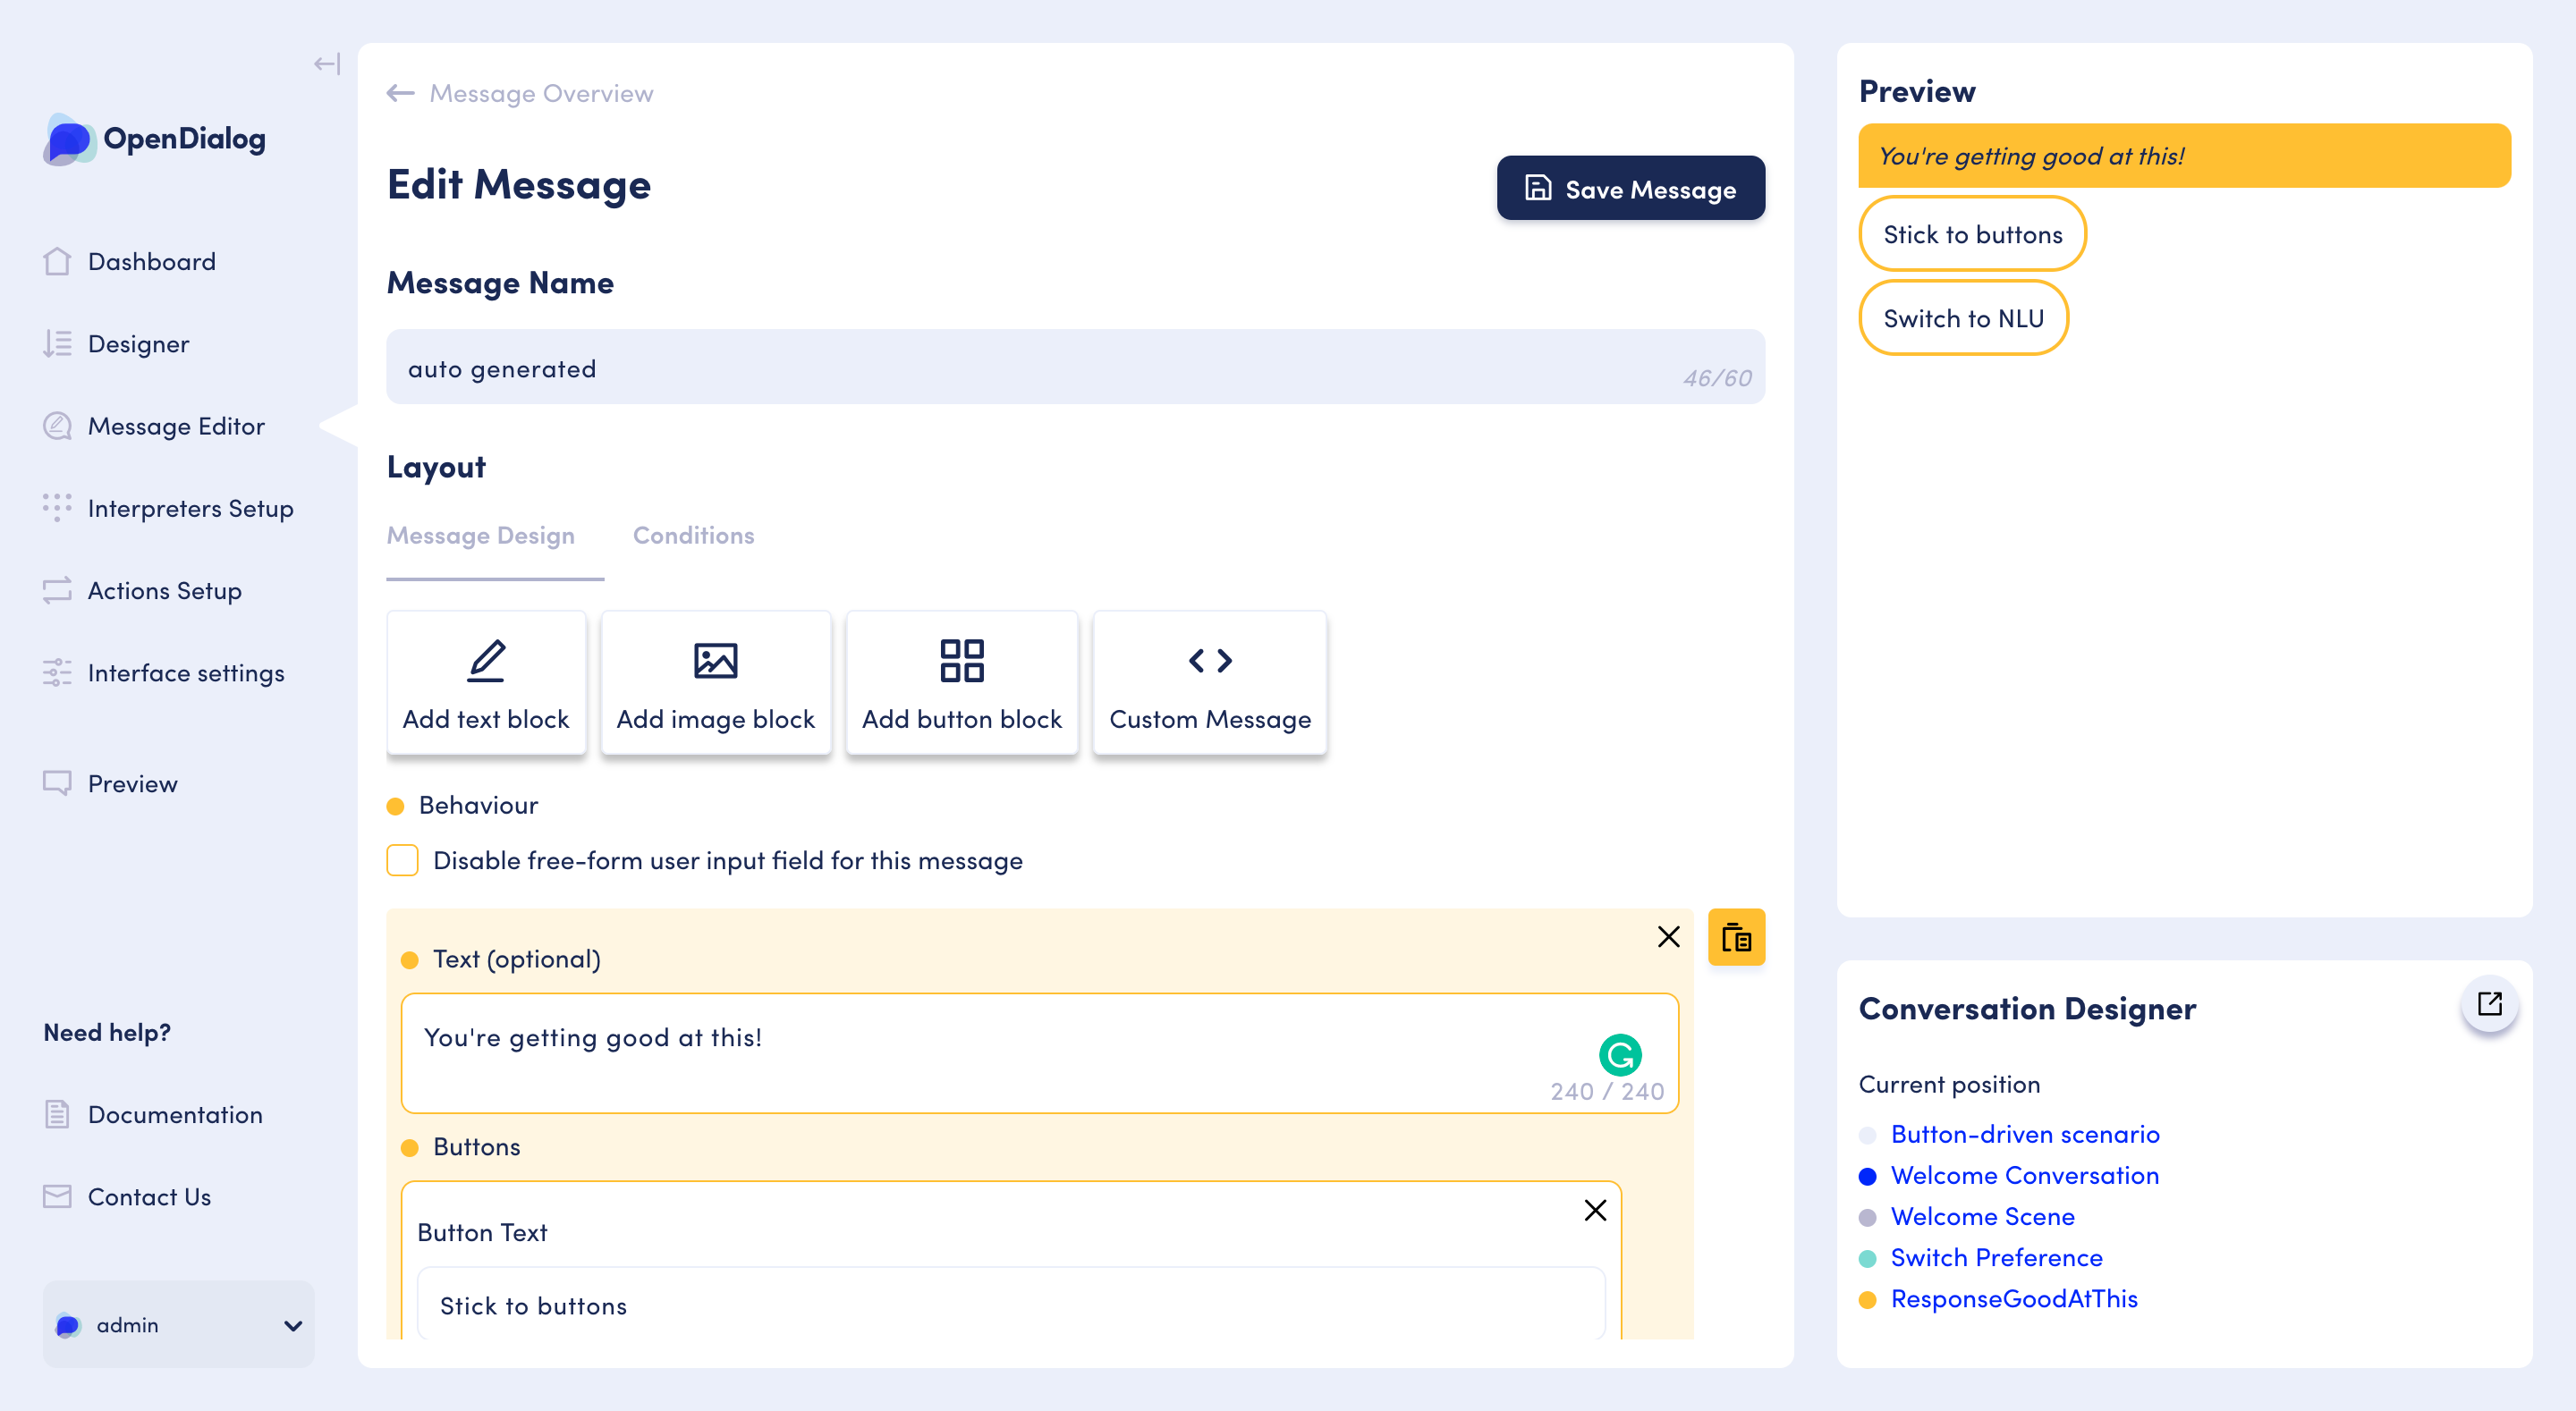 OpenDialog
Dashboard
Designer
Message Editor
Interpreters Setup
Actions Setup
Interface settings
Preview
Need help?
Documentation
Contact Us
admin
Message Overview
Edit Message
Save Message
Message Name
auto generated
46/60
Layout
Message Design
Conditions
Add text block
Add image block
Add button block
Custom Message
Behaviour
Disable free-form user input field for this message
Text (optional)
You're getting good at this!
240 / 240
Buttons
Button Text
Stick to buttons
Preview
You're getting good at this!
Stick to buttons
Switch to NLU
Conversation Designer
Current position
Button-driven scenario
Welcome Conversation
Welcome Scene
Switch Preference
ResponseGoodAtThis